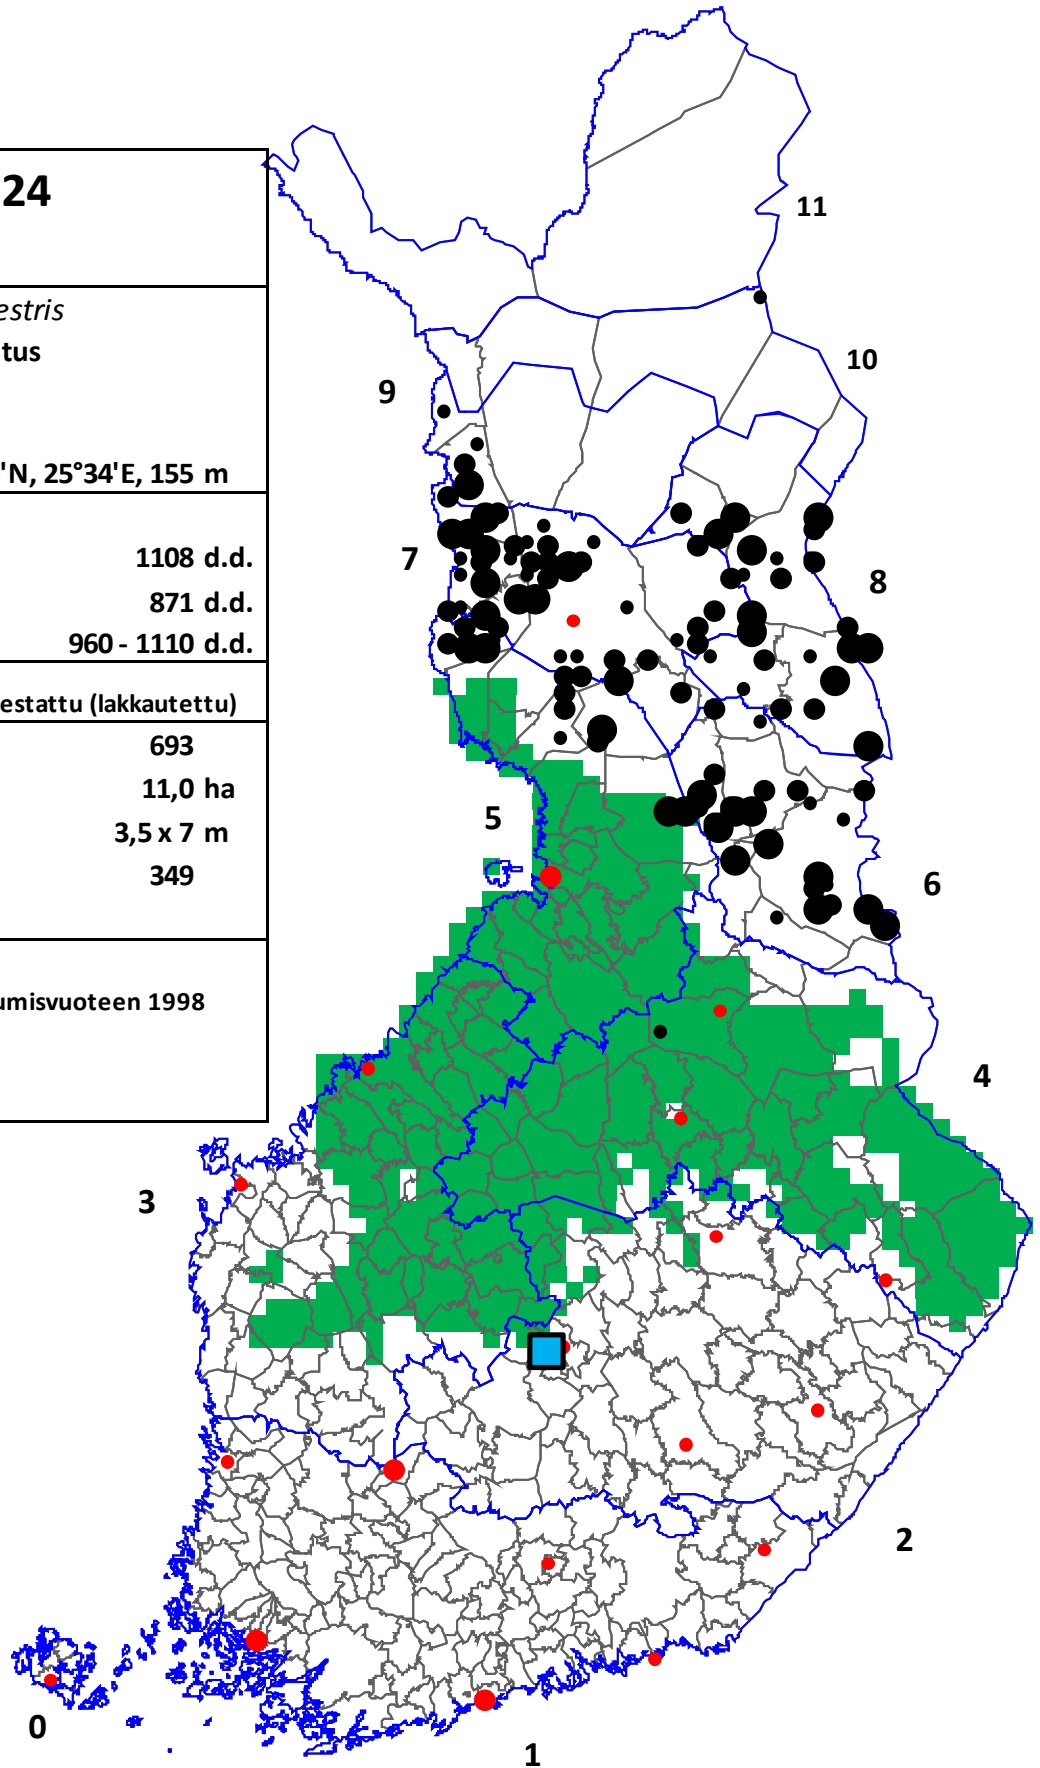 24
estris
tus
'N, 25°34'E, 155 m
1108 d.d.
871 d.d.
960 - 1110 d.d.
estattu (lakkautettu)
693
11,0 ha
3,5 x 7 m
349
umisvuoteen 1998
11
10
9
7
8
5
6
4
3
2
0
1